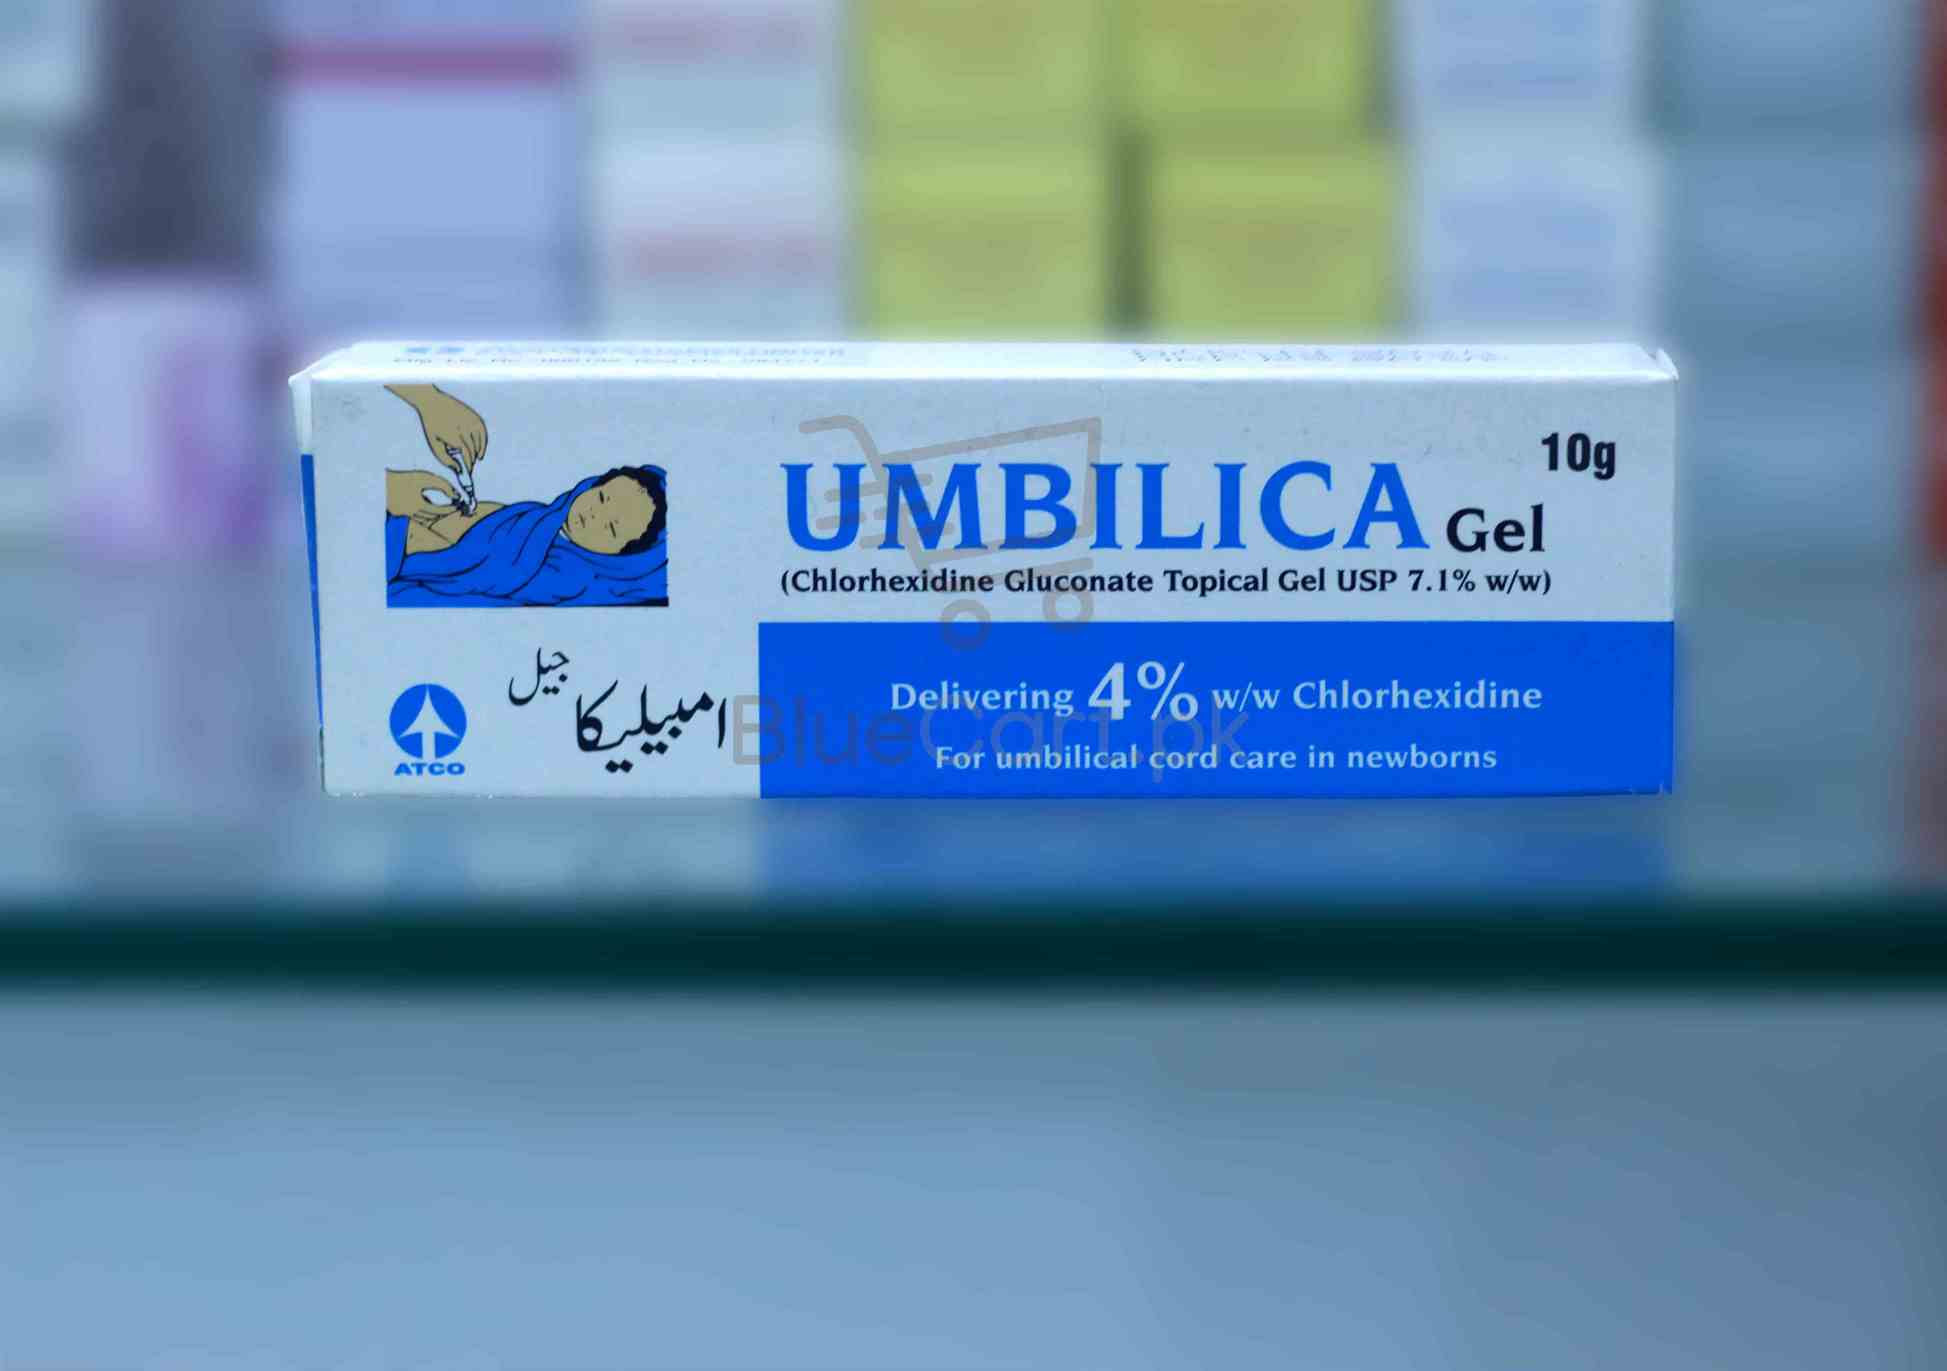 10g
UMBILICA Gel
(Chlorhexidine Gluconate Topical Gel USP 7.1% w/w)
Delivering 4% w/w Chlorhexidine
For umbilical cord care in newborns
امبیلیکا جیل
ATCO
BlueCart.pk